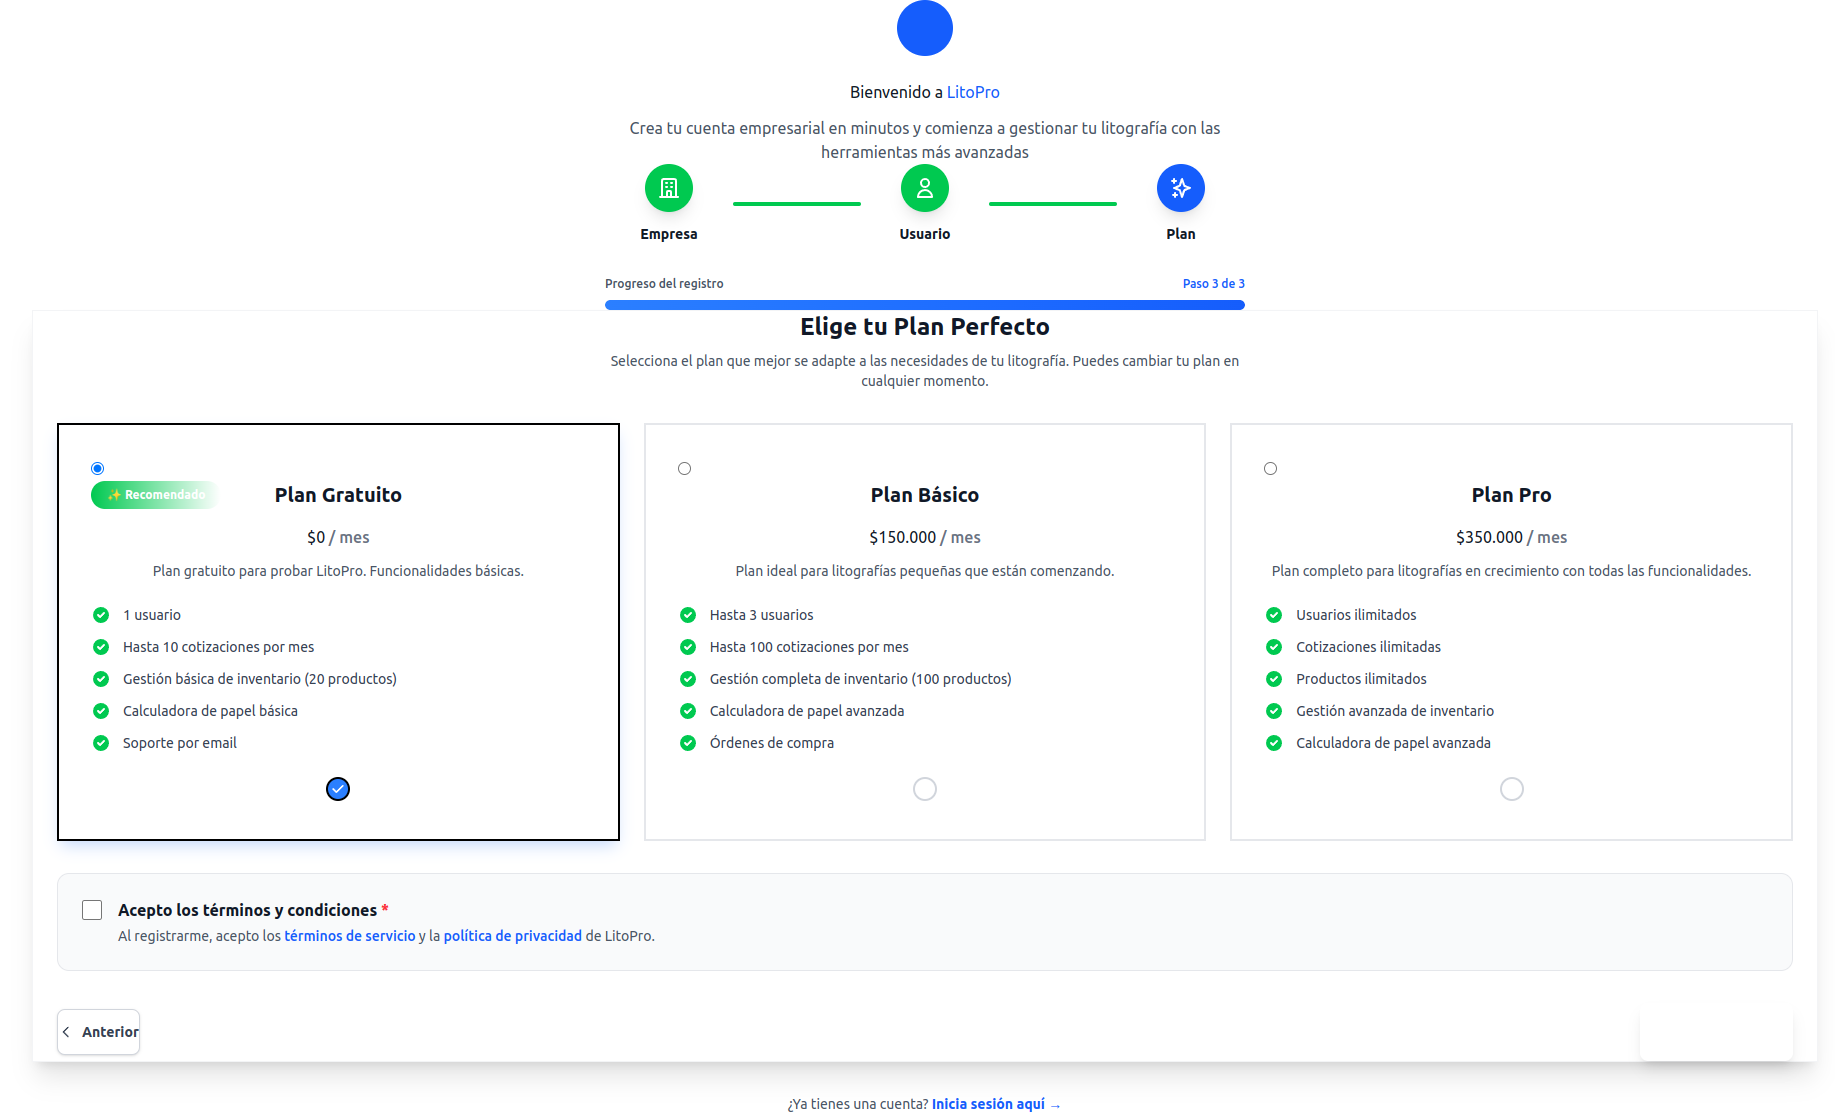 Bienvenido a LitoPro
Crea tu cuenta empresarial en minutos y comienza a gestionar tu litografía con las
herramientas más avanzadas
Empresa
Usuario
Plan
Progreso del registro
Paso 3 de 3
Elige tu Plan Perfecto
Selecciona el plan que mejor se adapte a las necesidades de tu litografía. Puedes cambiar tu plan en
cualquier momento.
✨ Recomendado
Plan Gratuito
$0 / mes
Plan gratuito para probar LitoPro. Funcionalidades básicas.
1 usuario
Hasta 10 cotizaciones por mes
Gestión básica de inventario (20 productos)
Calculadora de papel básica
Soporte por email
Plan Básico
$150.000 / mes
Plan ideal para litografías pequeñas que están comenzando.
Hasta 3 usuarios
Hasta 100 cotizaciones por mes
Gestión completa de inventario (100 productos)
Calculadora de papel avanzada
Órdenes de compra
Plan Pro
$350.000 / mes
Plan completo para litografías en crecimiento con todas las funcionalidades.
Usuarios ilimitados
Cotizaciones ilimitadas
Productos ilimitados
Gestión avanzada de inventario
Calculadora de papel avanzada
Acepto los términos y condiciones *
Al registrarme, acepto los términos de servicio y la política de privacidad de LitoPro.
Anterior
¿Ya tienes una cuenta? Inicia sesión aquí →